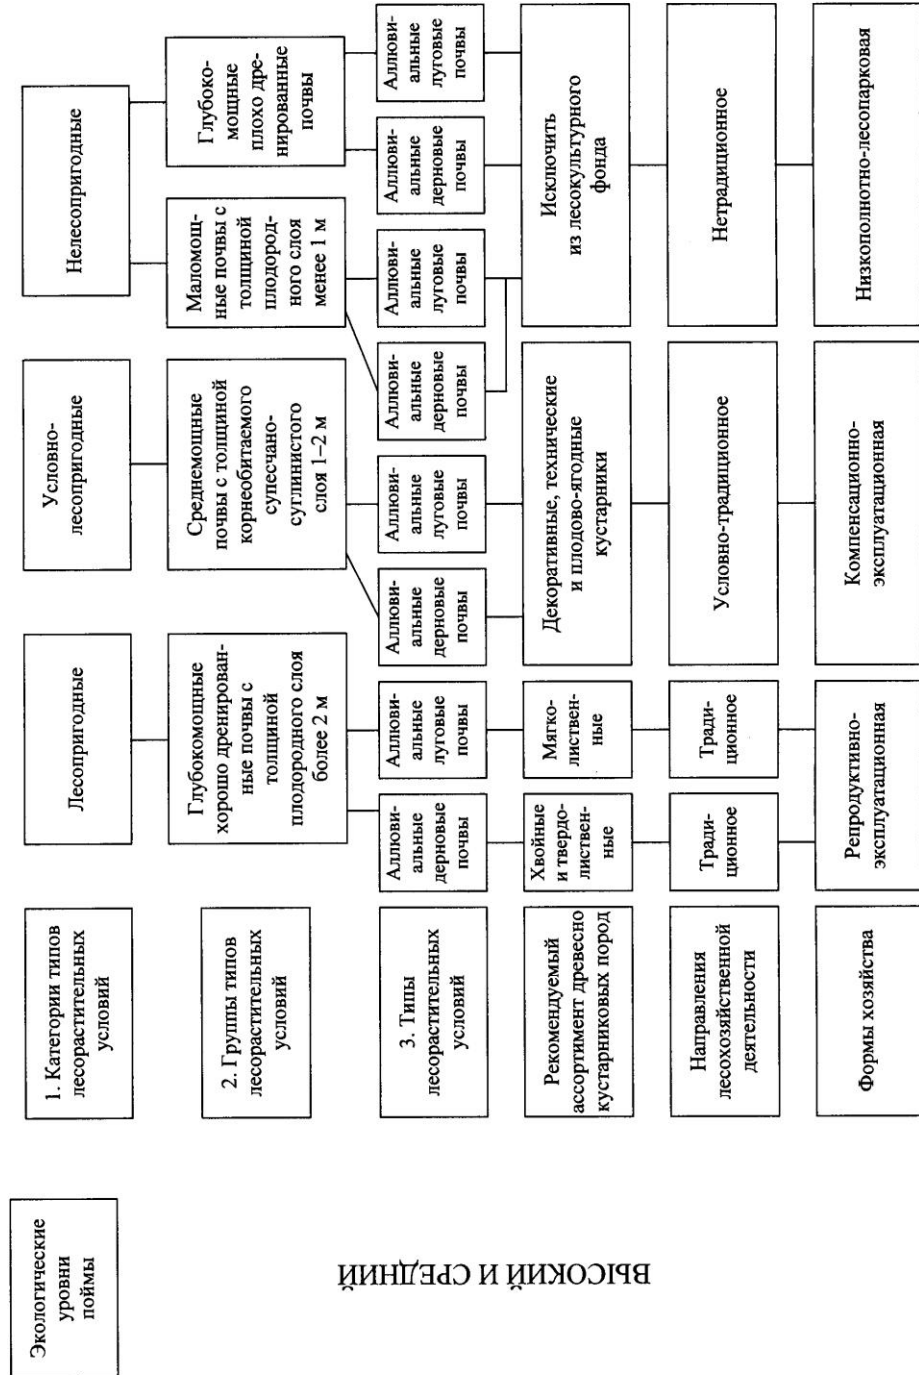 Экологические
уровни
поймы
ВЫСОКИЙ И СРЕДНИЙ
1. Категории типов
лесорастительных
условий
Лесопригодные
Условно-
лесопригодные
Нелесопригодные
2. Группы типов
лесорастительных
условий
Глубокомощные
хорошо дренирован-
ные почвы с
толщиной
плодородного слоя
более 2 м
Среднемощные
почвы с толщиной
корнеобитаемого
супесчано-
суглинистого
слоя 1–2 м
Маломощ-
ные почвы с
толщиной
плодород-
ного слоя
менее 1 м
Глубоко-
мощные
плохо дре-
нированные
почвы
3. Типы
лесорастительных
условий
Аллюви-
альные
дерновые
почвы
Аллюви-
альные
луговые
почвы
Аллюви-
альные
дерновые
почвы
Аллюви-
альные
луговые
почвы
Аллюви-
альные
дерновые
почвы
Аллюви-
альные
луговые
почвы
Аллюви-
альные
дерновые
почвы
Аллюви-
альные
луговые
почвы
Рекомендуемый
ассортимент древесно
кустарниковых пород
Хвойные
и твердо-
листвен-
ные
Мягко-
листвен-
ные
Декоративные, технические
и плодово-ягодные
кустарники
Исключить
из лесокультурного
фонда
Направления
лесохозяйственной
деятельности
Тради-
ционное
Тради-
ционное
Условно-традиционное
Нетрадиционное
Формы хозяйства
Репродуктивно-
эксплуатационная
Компенсационно-
эксплуатационная
Низкополнотно-лесопарковая